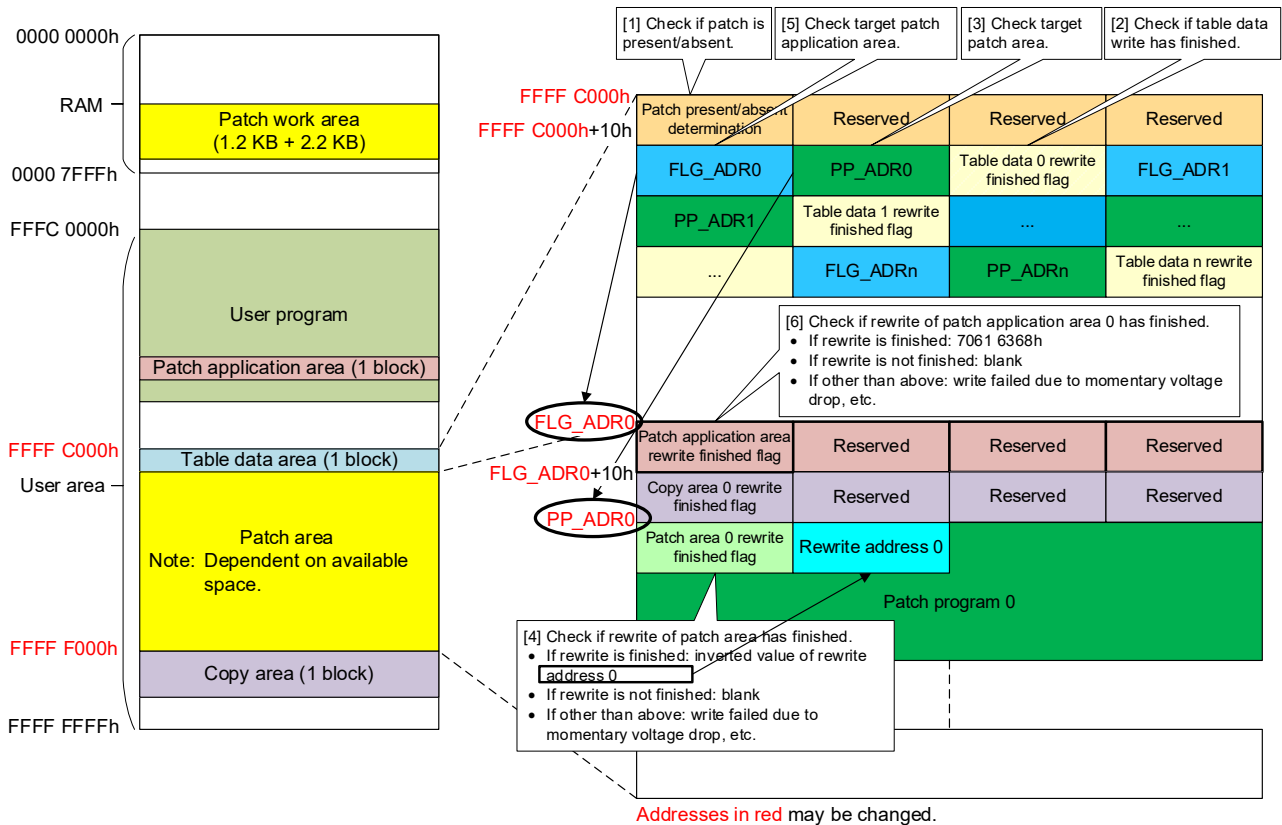 0000 0000h
RAM
Patch work area
(1.2 KB + 2.2 KB)
0000 7FFFh
FFFC 0000h
User program
Patch application area (1 block)
FFFF C000h
Table data area (1 block)
User area
Patch area
Note: Dependent on available
space.
FFFF F000h
Copy area (1 block)
FFFF FFFFh
[1] Check if patch is
present/absent.
[5] Check target patch
application area.
[3] Check target
patch area.
[2] Check if table data
write has finished.
FFFF C000h
FFFF C000h+10h
Patch present/absent
determination
Reserved
Reserved
Reserved
FLG_ADR0
PP_ADR0
Table data 0 rewrite
finished flag
FLG_ADR1
PP_ADR1
Table data 1 rewrite
finished flag
...
...
...
FLG_ADRn
PP_ADRn
Table data n rewrite
finished flag
[6] Check if rewrite of patch application area 0 has finished.
• If rewrite is finished: 7061 6368h
• If rewrite is not finished: blank
• If other than above: write failed due to momentary voltage
drop, etc.
FLG_ADR0
Patch application area
rewrite finished flag
Reserved
Reserved
Reserved
FLG_ADR0+10h
Copy area 0 rewrite
finished flag
Reserved
Reserved
Reserved
PP_ADR0
Patch area 0 rewrite
finished flag
Rewrite address 0
Patch program 0
[4] Check if rewrite of patch area has finished.
• If rewrite is finished: inverted value of rewrite
address 0
• If rewrite is not finished: blank
• If other than above: write failed due to
momentary voltage drop, etc.
Addresses in red may be changed.